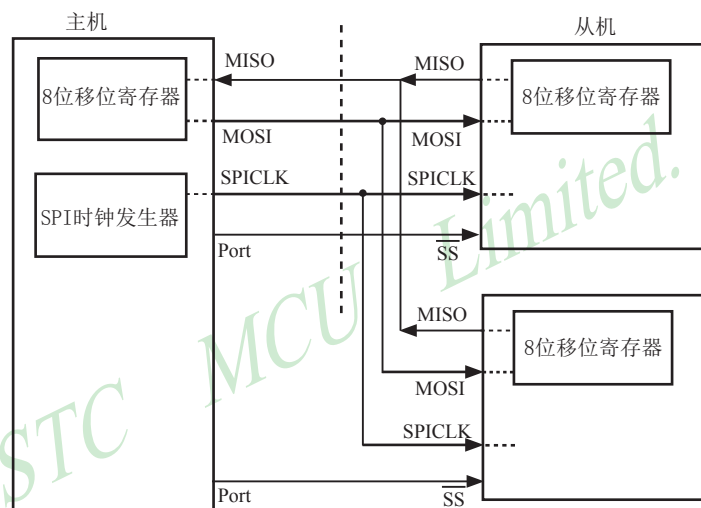 主机
从机
MISO
MISO
8位移位寄存器
8位移位寄存器
MOSI
MOSI
SPICLK
SPICLK
SPI时钟发生器
Port
SS
MISO
8位移位寄存器
MOSI
SPICLK
Port
SS
STC MCU Limited.